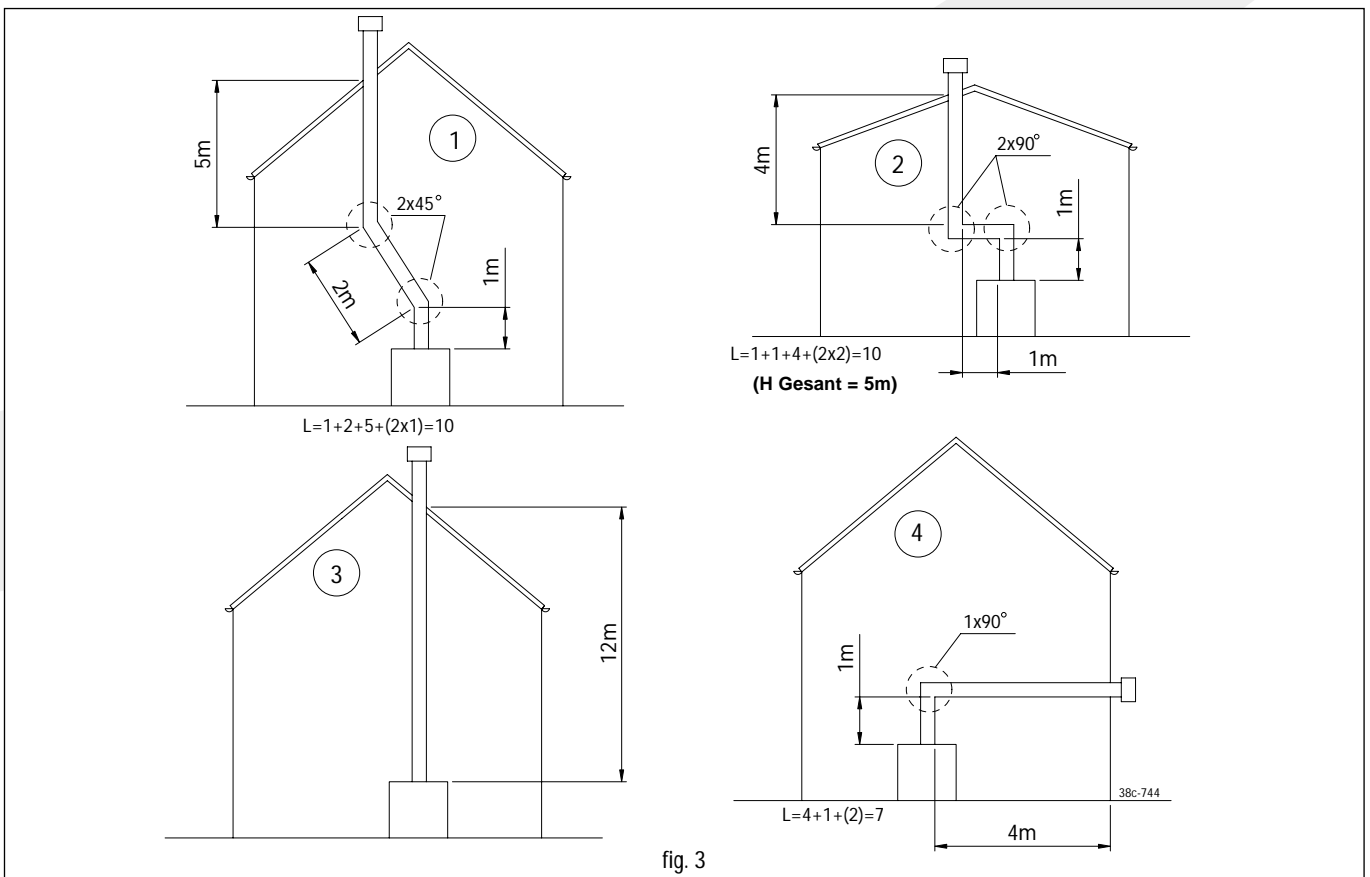 1
5m
2x45°
2m
1m
L=1+2+5+(2x1)=10
2
4m
2x90°
1m
L=1+1+4+(2x2)=10
1m
(H Gesant = 5m)
3
12m
4
1x90°
1m
38c-744
L=4+1+(2)=7
4m
fig. 3